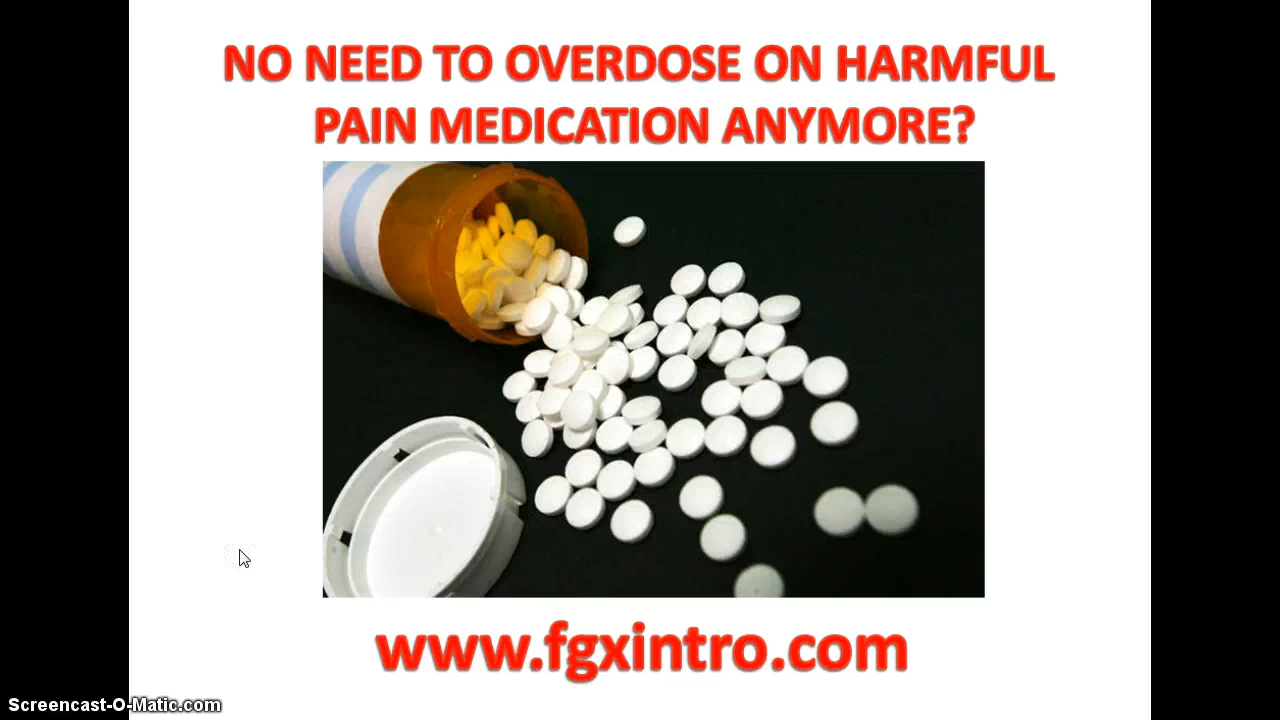 NO NEED TO OVERDOSE ON HARMFUL
PAIN MEDICATION ANYMORE?
www.fgxintro.com
Screencast-O-Matic.com